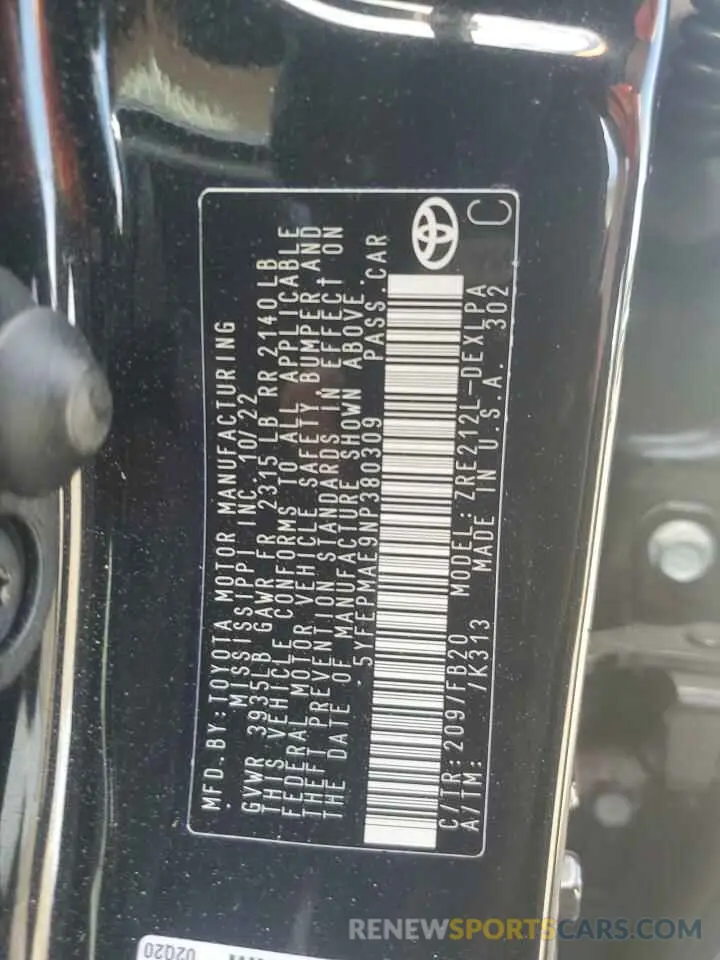 MFD.BY:TOYOTA MOTOR MANUFACTURING
MISSISSIPPI INC. 10/22
GVWR 3935LB GAWR FR 2315 LB RR 2140 LB
THIS VEHICLE CONFORMS TO ALL APPLICABLE
FEDERAL MOTOR VEHICLE SAFETY, BUMPER, AND
THEFT PREVENTION STANDARDS IN EFFECT ON
THE DATE OF MANUFACTURE SHOWN ABOVE.
5YFEPMAE9NP380309 PASS.CAR
C/TR:209/FB20 MODEL:ZRE212L-DEXLPA
A/TM: /K313 MADE IN U.S.A. 302
C
02Q20
RENEWSPORTSCARS.COM